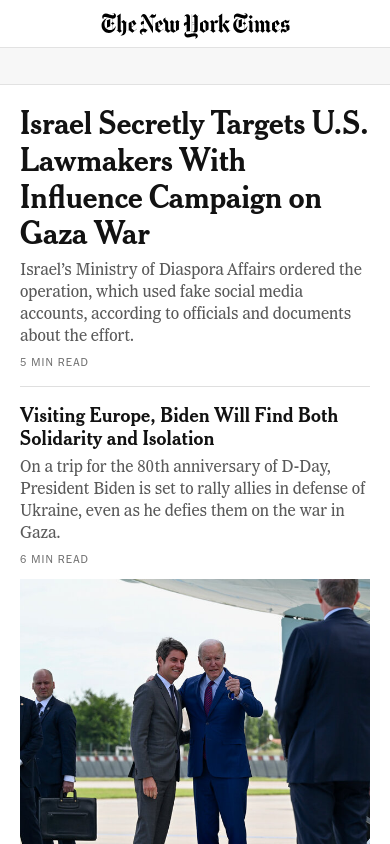 The New York Times
Israel Secretly Targets U.S.
Lawmakers With
Influence Campaign on
Gaza War
Israel’s Ministry of Diaspora Affairs ordered the
operation, which used fake social media
accounts, according to officials and documents
about the effort.
5 MIN READ
Visiting Europe, Biden Will Find Both
Solidarity and Isolation
On a trip for the 80th anniversary of D-Day,
President Biden is set to rally allies in defense of
Ukraine, even as he defies them on the war in
Gaza.
6 MIN READ